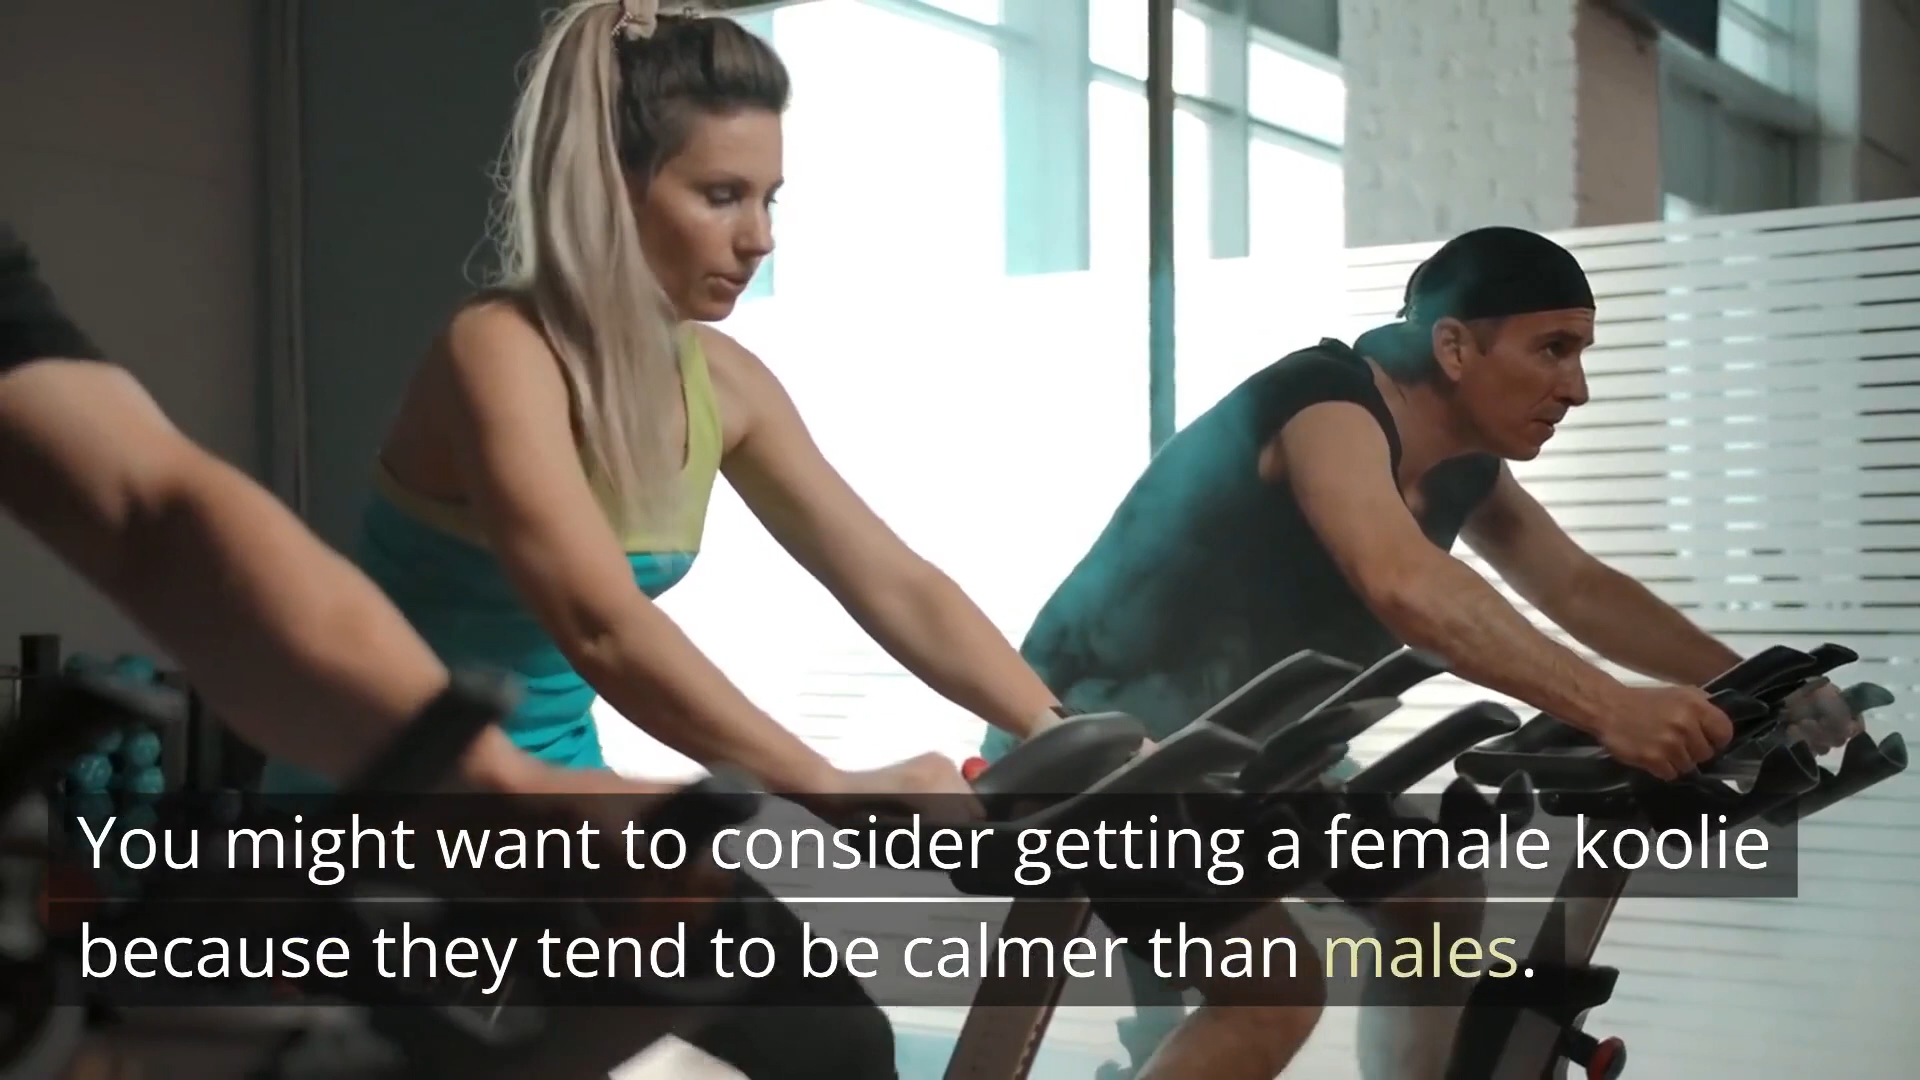 You might want to consider getting a female koolie
because they tend to be calmer than males.